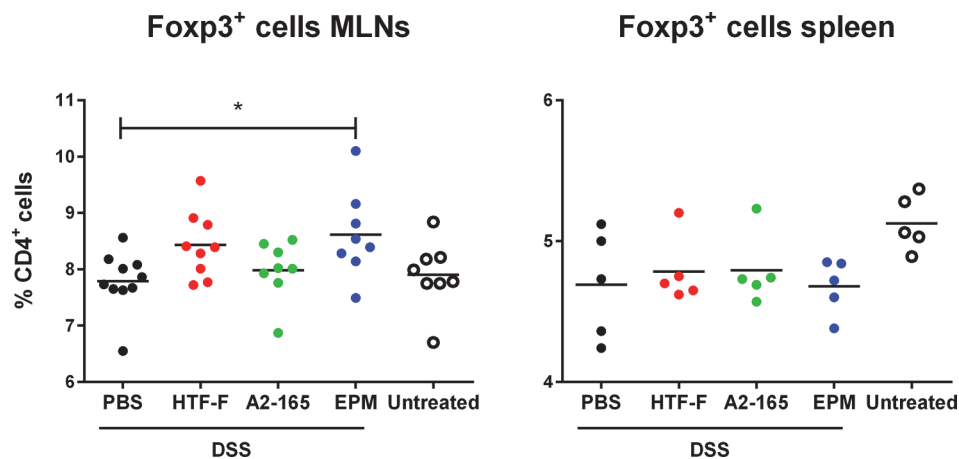 Foxp3⁺ cells MLNs
% CD4⁺ cells
11
10
9
8
7
6
*
PBS HTF-F A2-165 EPM Untreated
DSS
Foxp3⁺ cells spleen
6
5
4
PBS HTF-F A2-165 EPM Untreated
DSS